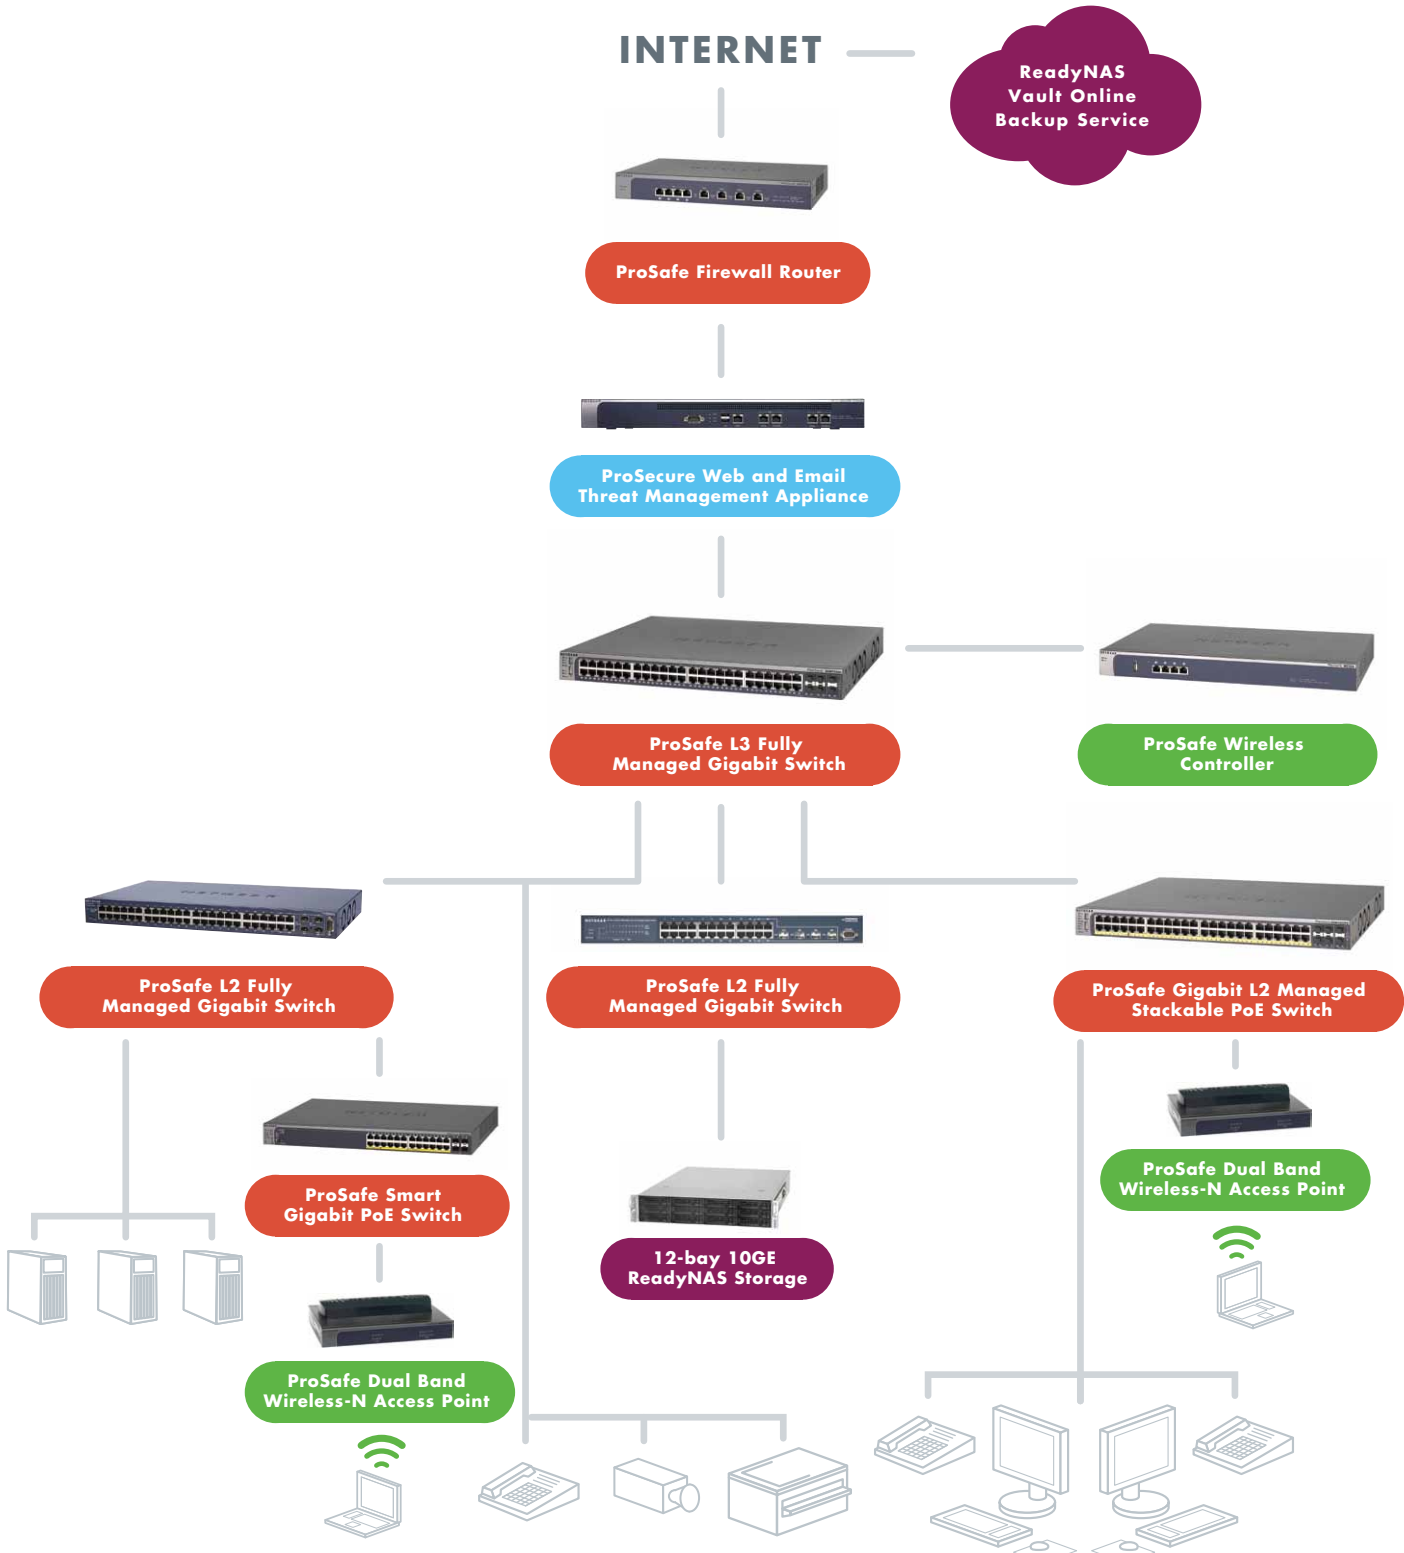 INTERNET
ReadyNAS
Vault Online
Backup Service
ProSafe Firewall Router
ProSecure Web and Email
Threat Management Appliance
ProSafe L3 Fully
Managed Gigabit Switch
ProSafe Wireless
Controller
ProSafe L2 Fully
Managed Gigabit Switch
ProSafe L2 Fully
Managed Gigabit Switch
ProSafe Gigabit L2 Managed
Stackable PoE Switch
ProSafe Smart
Gigabit PoE Switch
ProSafe Dual Band
Wireless-N Access Point
12-bay 10GE
ReadyNAS Storage
ProSafe Dual Band
Wireless-N Access Point